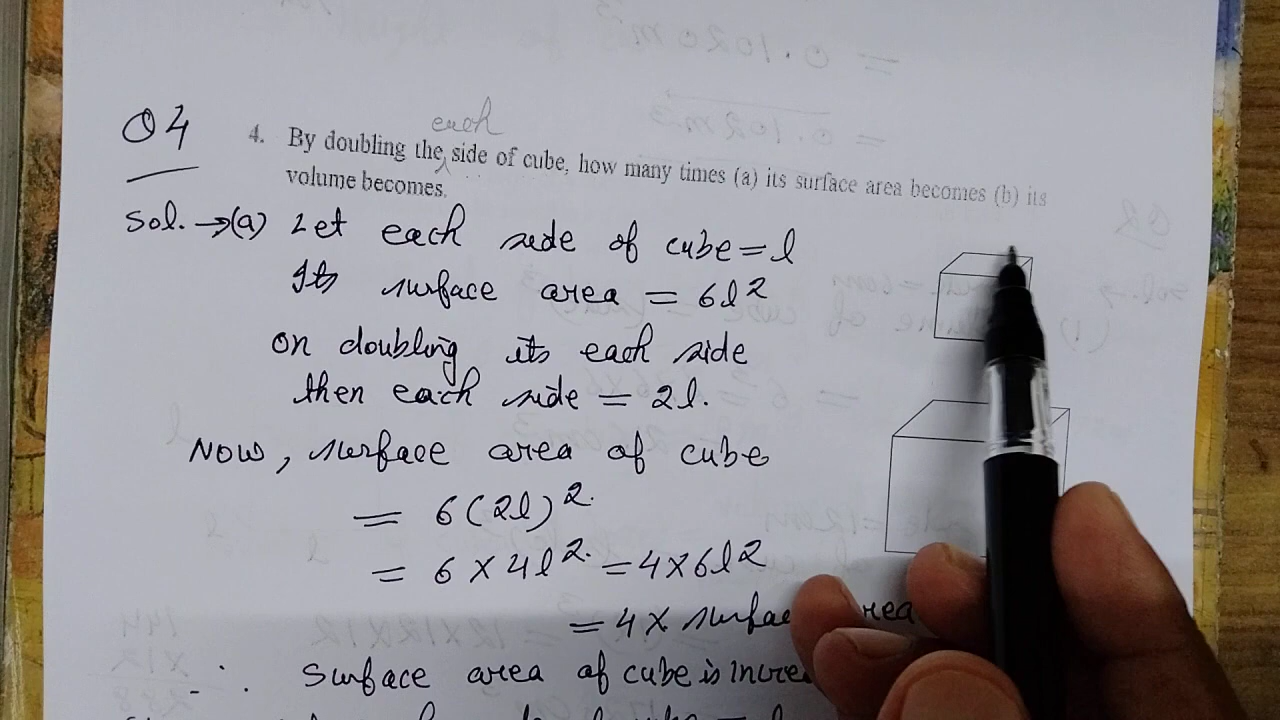 Q4
4. By doubling the each side of cube, how many times (a) its surface area becomes (b) its
volume becomes.
Sol. →(a) Let each side of cube = l
Its surface area = 6l²
on doubling its each side
then each side = 2l.
Now, surface area of cube
= 6(2l)²
= 6 × 4l² = 4×6l²
= 4 × surface area
∴ Surface area of cube is